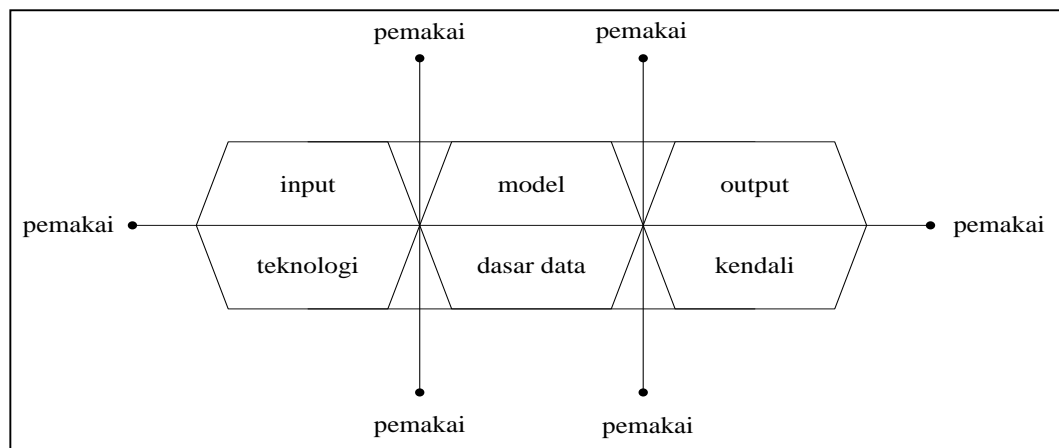 pemakai pemakai
input model output
pemakai pemakai
teknologi dasar data kendali
pemakai pemakai